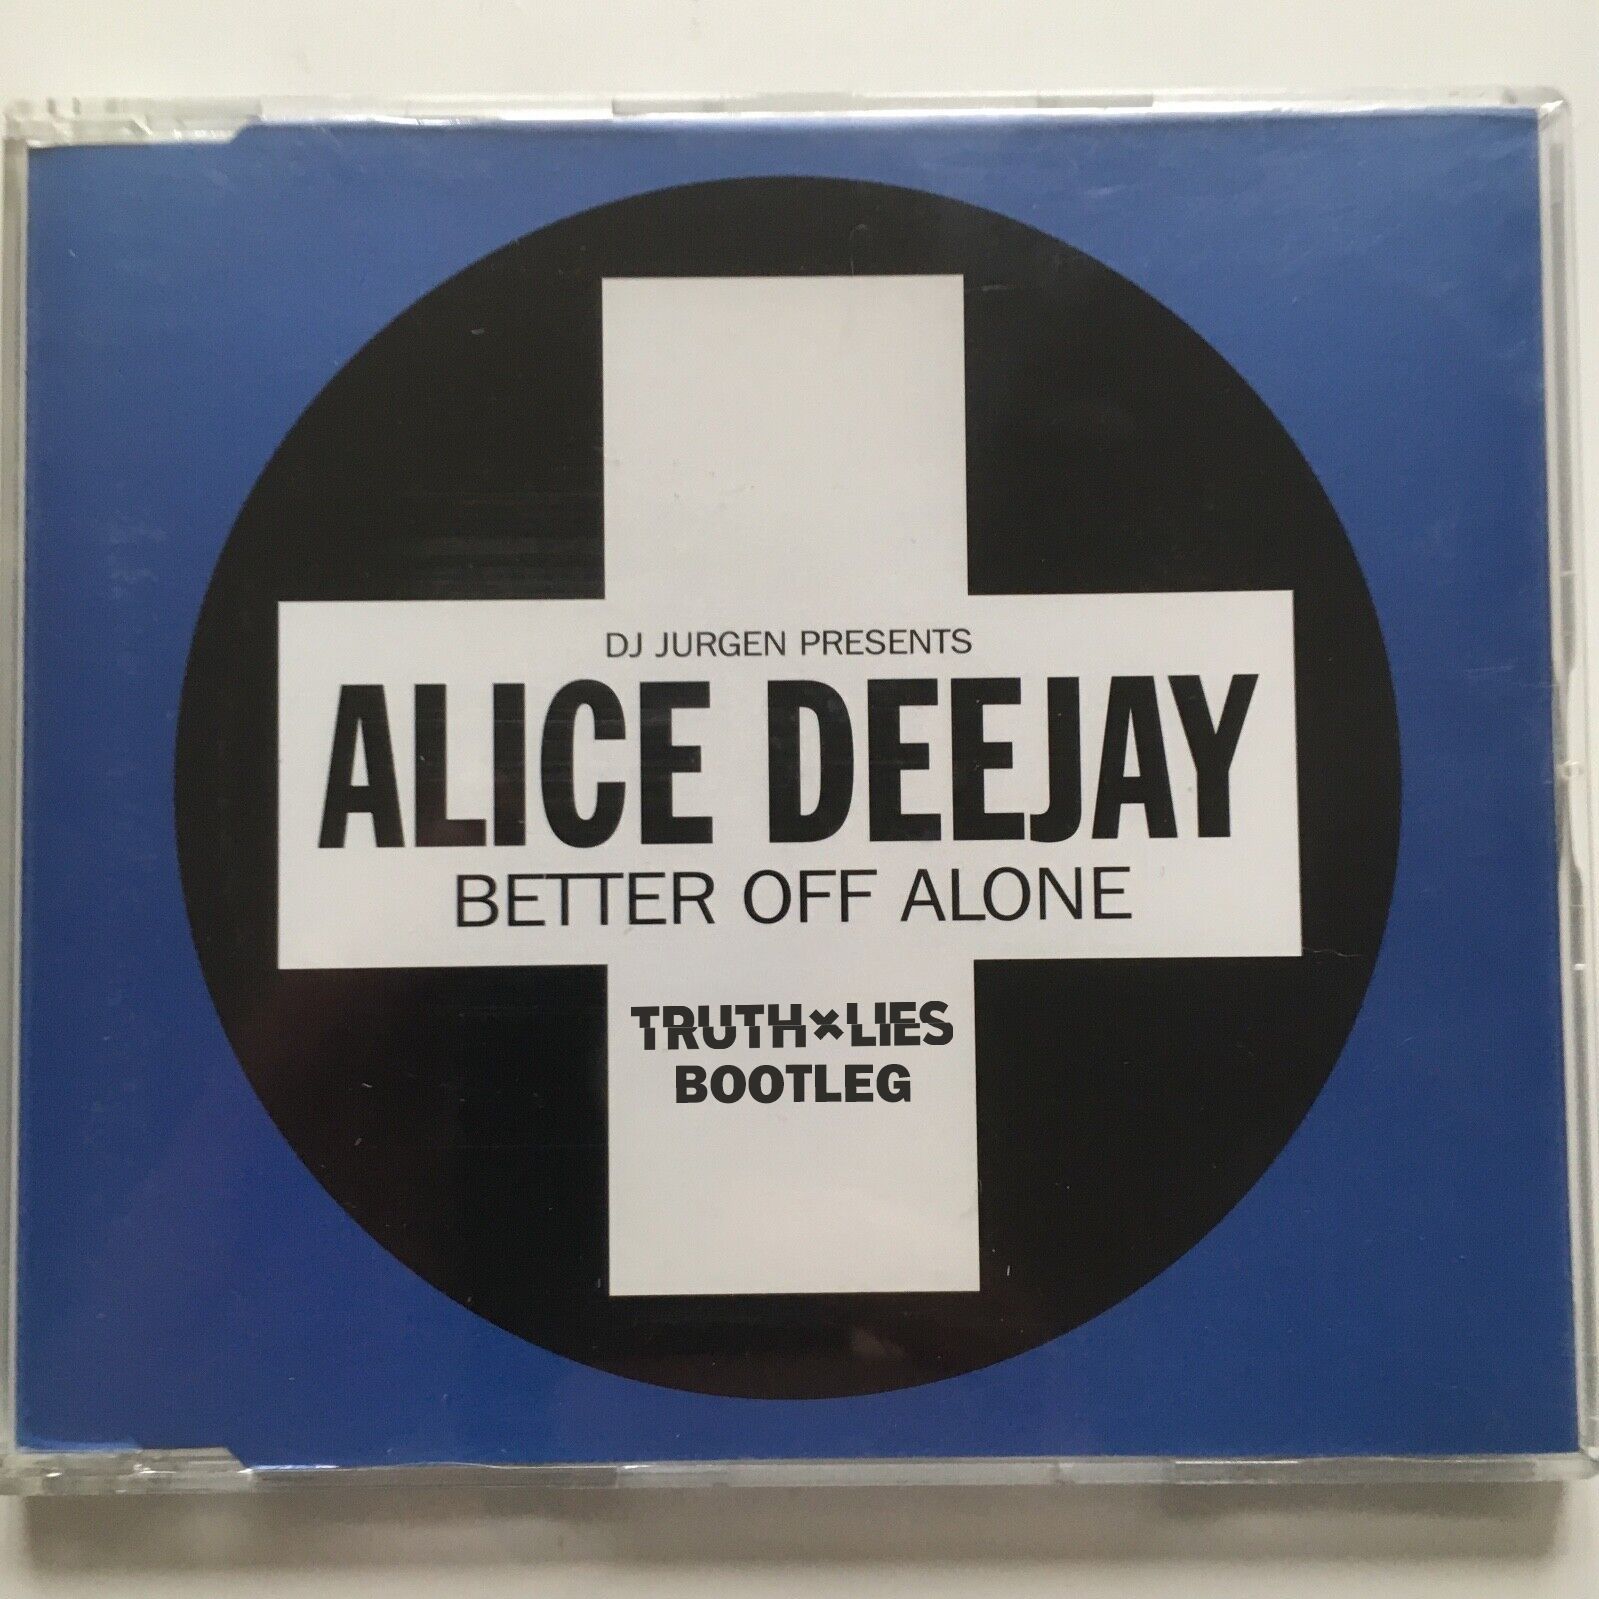 DJ JURGEN PRESENTS
ALICE DEEJAY
BETTER OFF ALONE
TRUTH×LIES
BOOTLEG